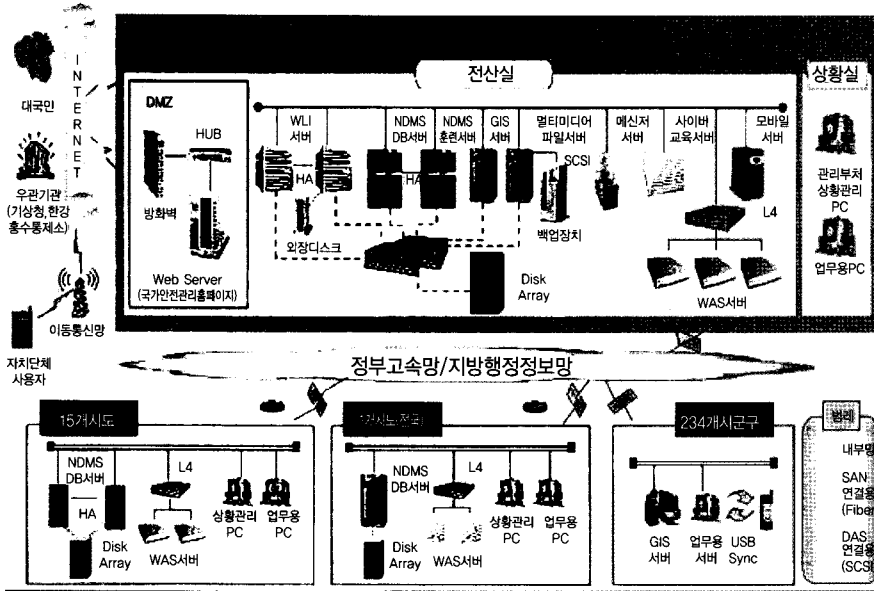 INTERNET
대국민
우관기관
(기상청,한강
홍수통제소)
이동통신망
자치단체
사용자
전산실
DMZ
HUB
방화벽
Web Server
(국가안전관리홈페이지)
WLI
서버
HA
외장디스크
NDMS
DB서버
HA
NDMS
훈련서버
GIS
서버
멀티미디어
파일서버
SCSI
백업장치
메신저
서버
사이버
교육서버
모바일
서버
L4
WAS서버
Disk
Array
상황실
관리부처
상황관리
PC
업무용PC
정부고속망/지방행정정보망
15개시도
NDMS
DB서버
HA
Disk
Array
L4
WAS서버
상황관리
PC
업무용
PC
NDMS
DB서버
Disk
Array
L4
WAS서버
상황관리
PC
업무용
PC
234개시군구
GIS
서버
업무용
서버
USB
Sync
범례
내부망
SAN
연결용
(Fiber
DAS
연결용
(SCSI